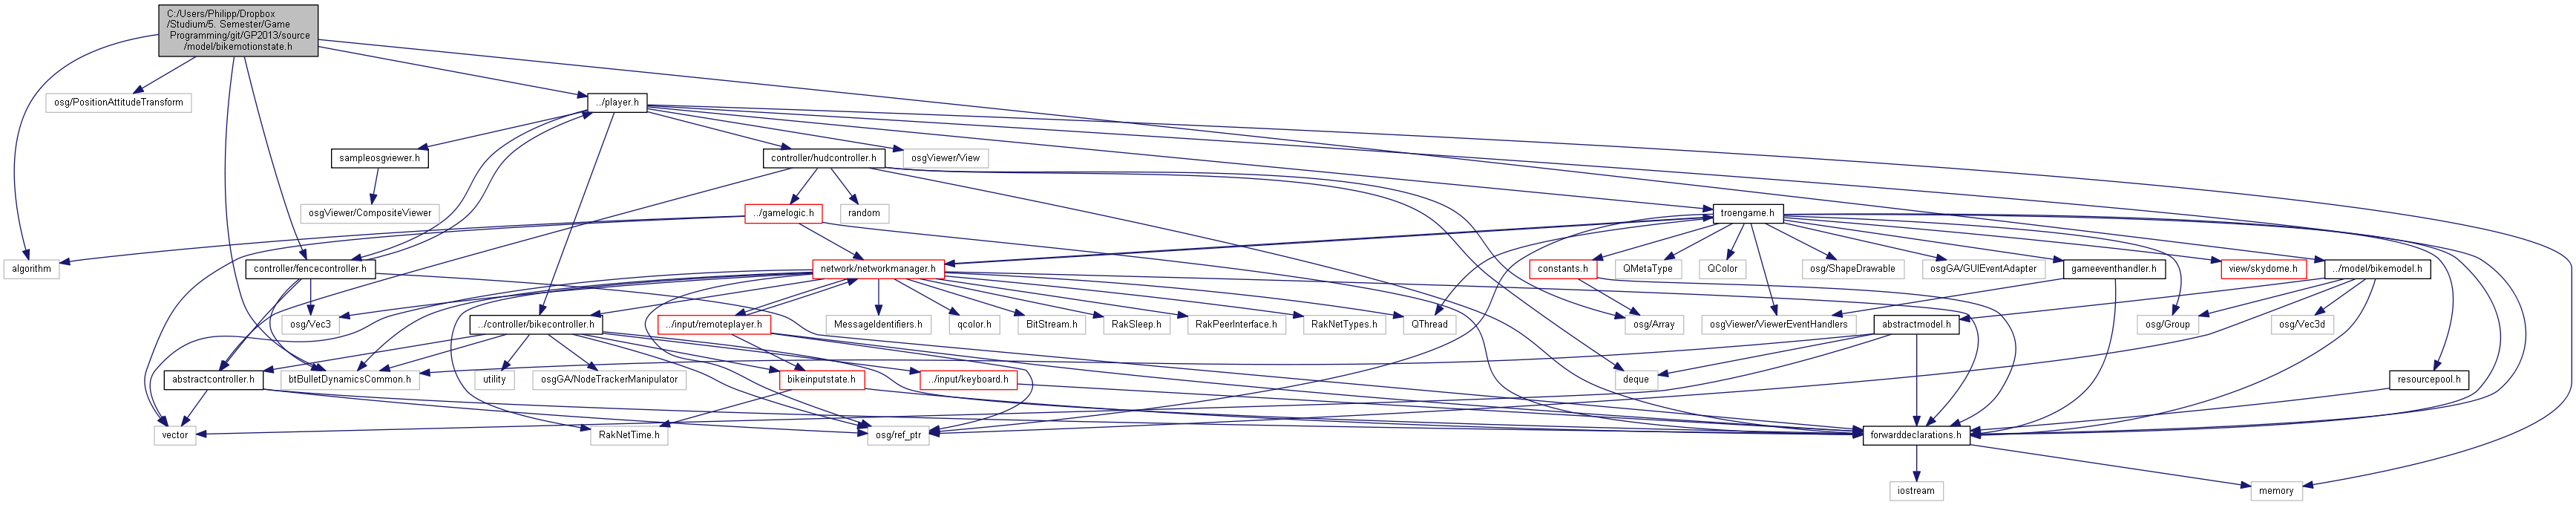 C:/Users/Philipp/Dropbox
/Studium/5. Semester/Game
Programming/git/GP2013/source
/model/bikemotionstate.h
osg/PositionAttitudeTransform
../player.h
sampleosgviewer.h
controller/hudcontroller.h
osgViewer/View
osgViewer/CompositeViewer
../gamelogic.h
random
troengame.h
algorithm
controller/fencecontroller.h
network/networkmanager.h
constants.h
QMetaType
QColor
osg/ShapeDrawable
osgGA/GUIEventAdapter
gameeventhandler.h
view/skydome.h
../model/bikemodel.h
osg/Vec3
../controller/bikecontroller.h
../input/remoteplayer.h
MessageIdentifiers.h
qcolor.h
BitStream.h
RakSleep.h
RakPeerInterface.h
RakNetTypes.h
QThread
osg/Array
osgViewer/ViewerEventHandlers
abstractmodel.h
osg/Group
osg/Vec3d
abstractcontroller.h
btBulletDynamicsCommon.h
utility
osgGA/NodeTrackerManipulator
bikeinputstate.h
../input/keyboard.h
deque
resourcepool.h
vector
RakNetTime.h
osg/ref_ptr
forwarddeclarations.h
iostream
memory